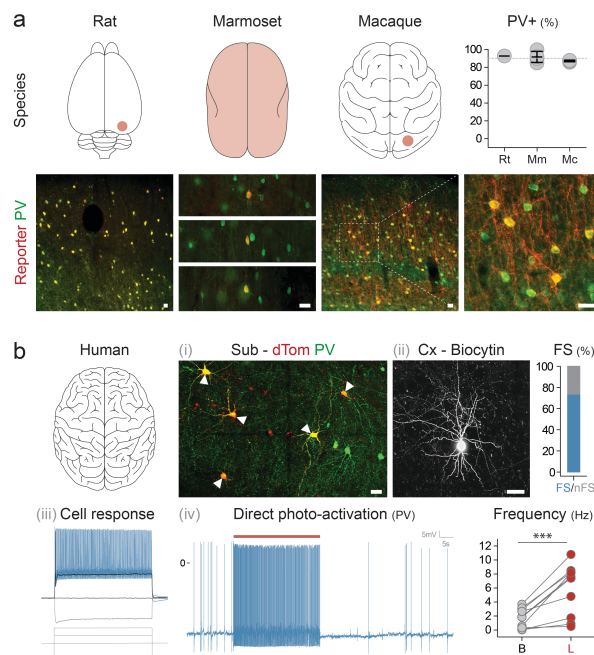 a
Rat
Marmoset
Macaque
PV+ (%)
Species
100
80
60
40
20
0
Rt
Mm
Mc
Reporter PV
b
Human
(i)
Sub - dTom PV
(ii)
Cx - Biocytin
FS (%)
100
80
60
40
20
0
FS/nFS
(iii)
Cell response
(iv)
Direct photo-activation (PV)
5mV
5s
0-
Frequency (Hz)
***
12
10
8
6
4
2
0
B
L